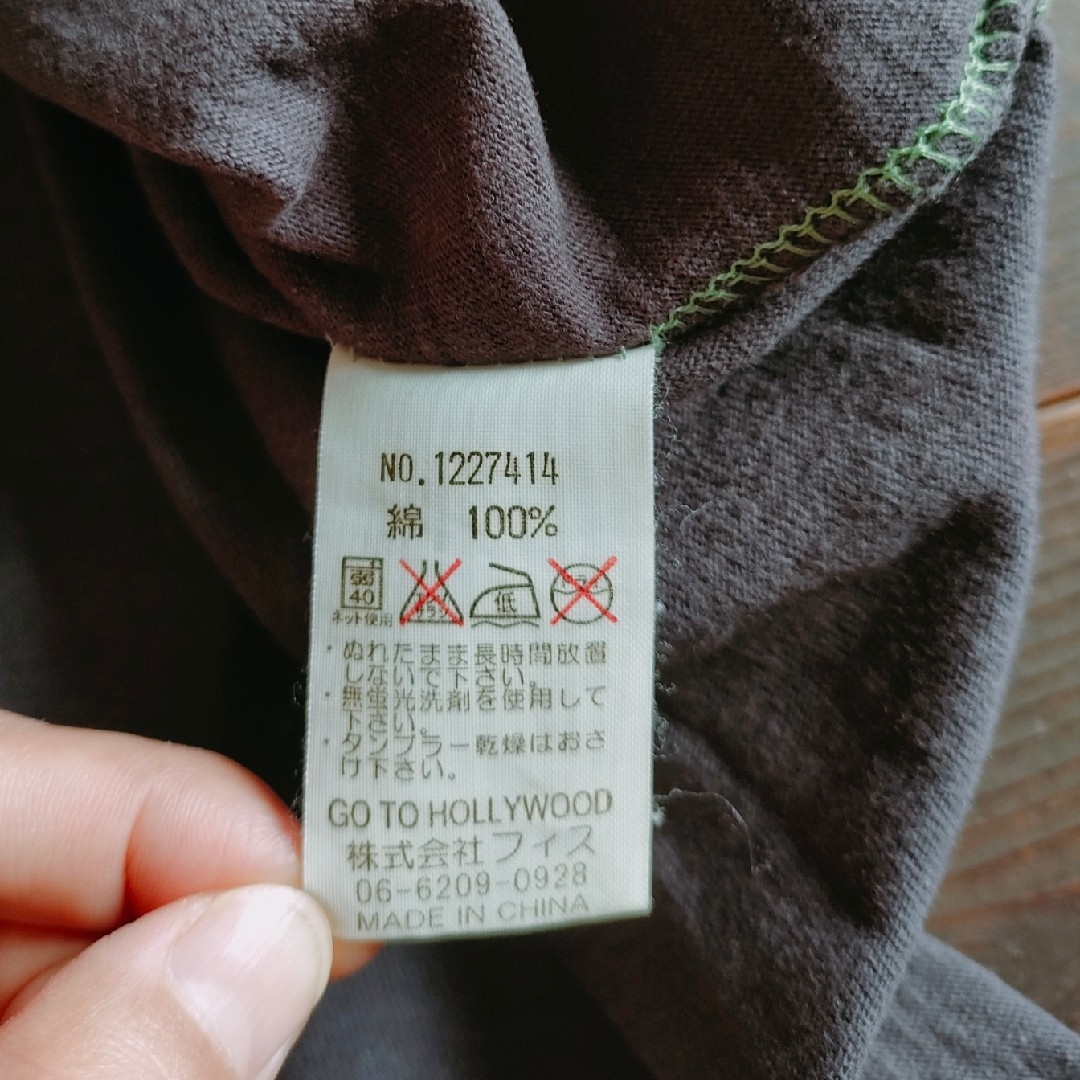 NO.1227414
綿 100%
40 低
ネット使用
・ぬれたまま長時間放置
しないで下さい。
・無蛍光洗剤を使用して
下さい。
・タンブラー乾燥はおさ
け下さい。
GO TO HOLLYWOOD
株式会社フィス
06-6209-0928
MADE IN CHINA